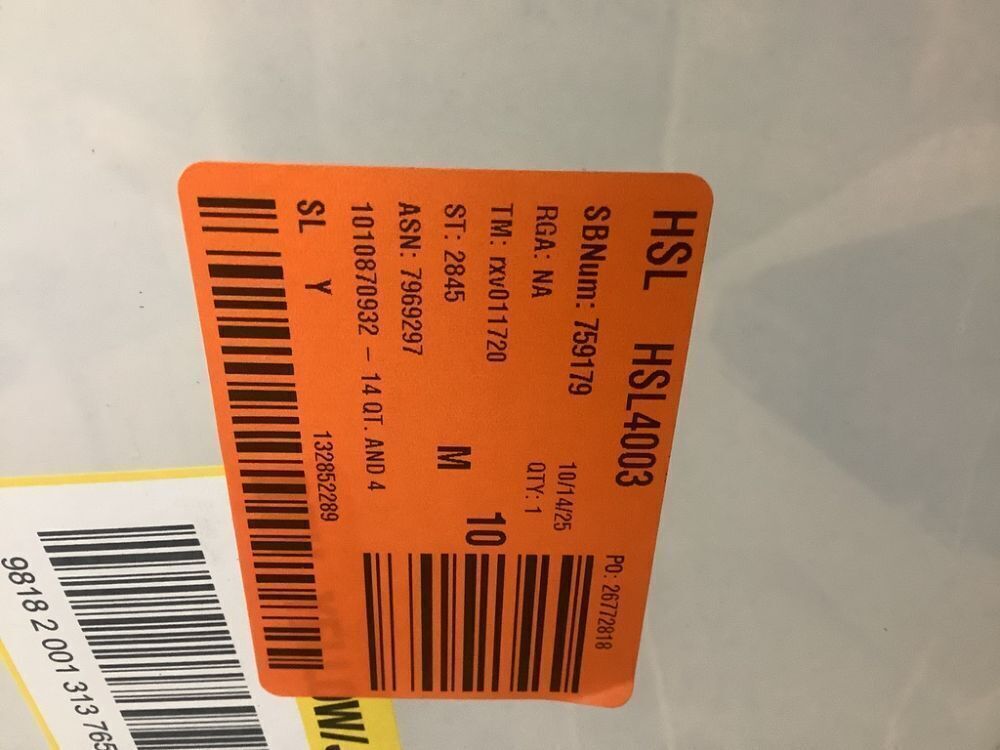 HSL HSL4003
SBNum: 759179
PO: 26772818
RGA: NA
10/14/25
QTY: 1
TM: rxv011720
10
ST: 2845
M
ASN: 7969297
1010870932 – 14 QT. AND 4
SL Y
132852289
OW/
9818 2 001 313 765